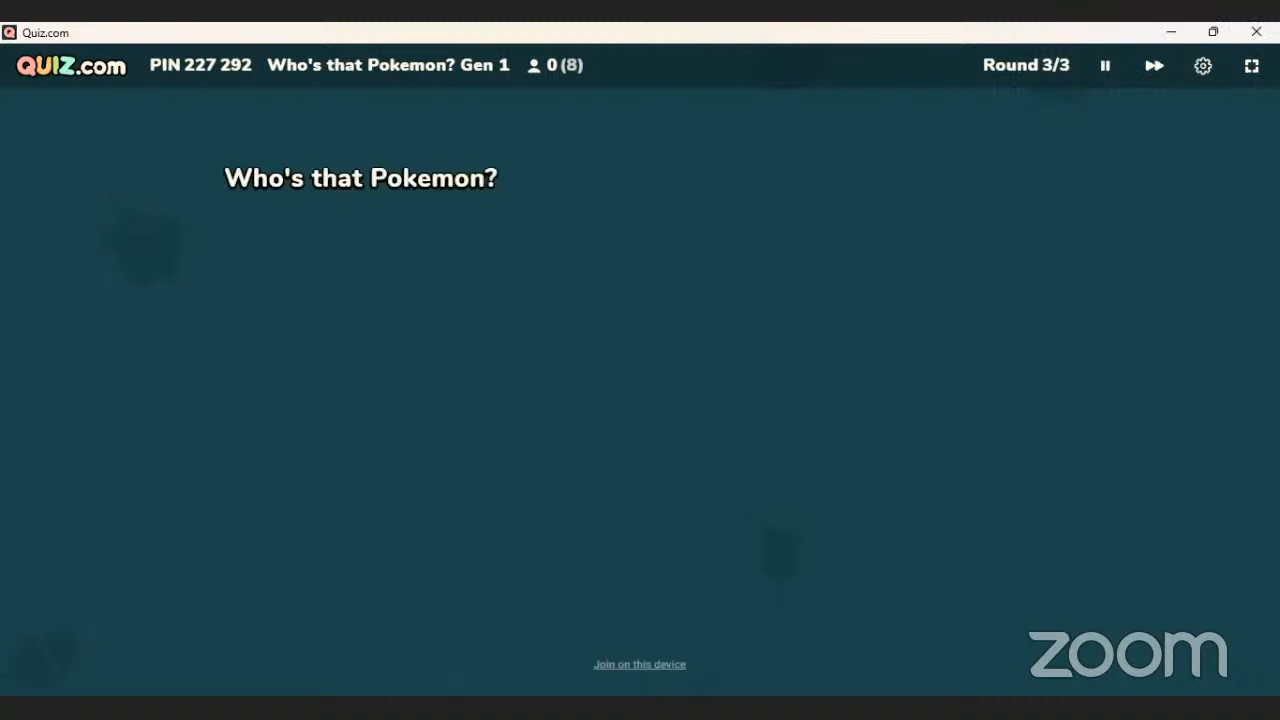 Quiz.com
QUIZ.com PIN 227 292 Who's that Pokemon? Gen 1 0 (8) Round 3/3
Who's that Pokemon?
Join on this device
zoom